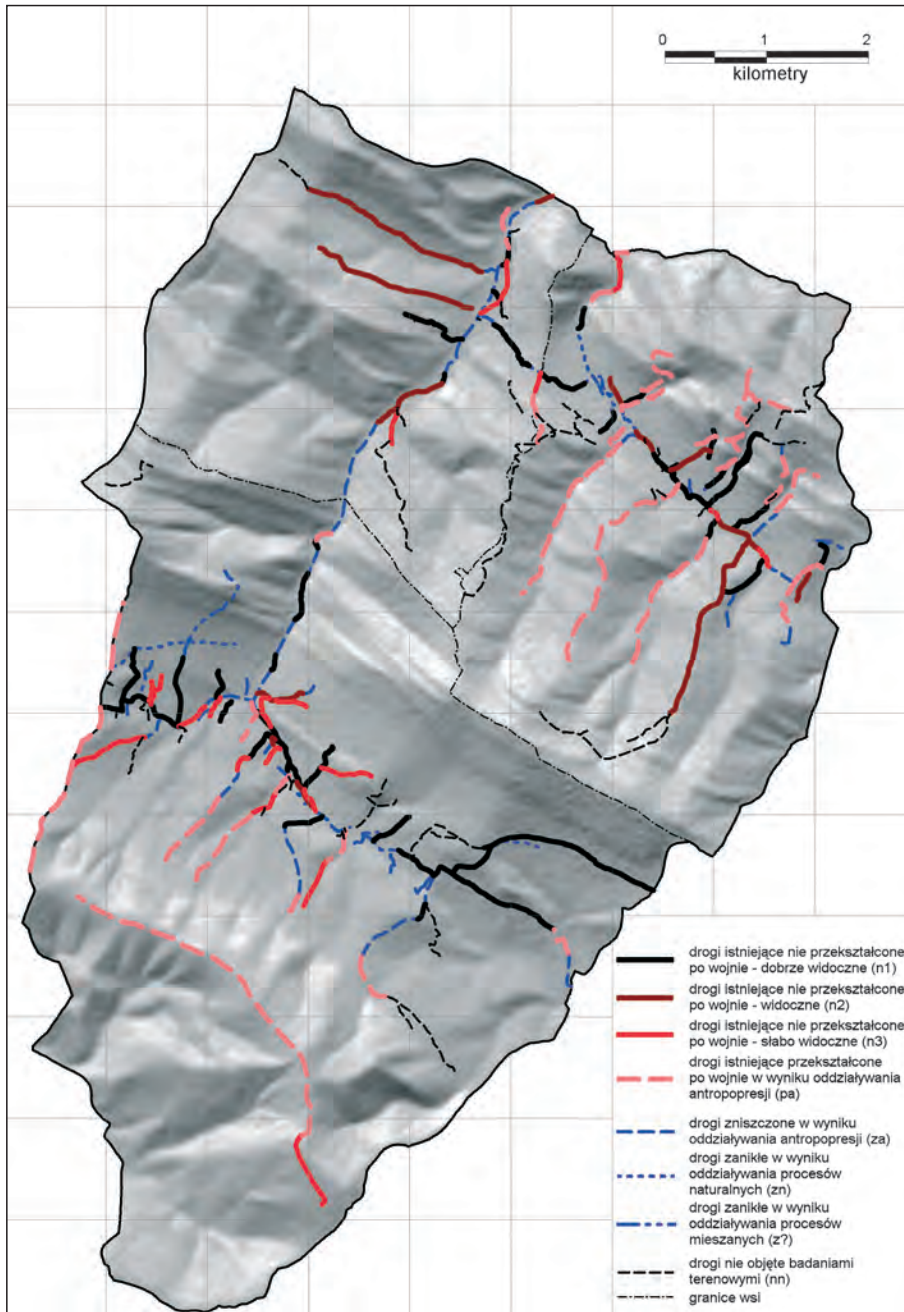 0 1 2
kilometry
drogi istniejące nie przekształcone
po wojnie - dobrze widoczne (n1)
drogi istniejące nie przekształcone
po wojnie - widoczne (n2)
drogi istniejące nie przekształcone
po wojnie - słabo widoczne (n3)
drogi istniejące przekształcone
po wojnie w wyniku oddziaływania
antropopresji (pa)
drogi zniszczone w wyniku
oddziaływania antropopresji (za)
drogi zanikłe w wyniku
oddziaływania procesów
naturalnych (zn)
drogi zanikłe w wyniku
oddziaływania procesów
mieszanych (z?)
drogi nie objęte badaniami
terenowymi (nn)
granice wsi